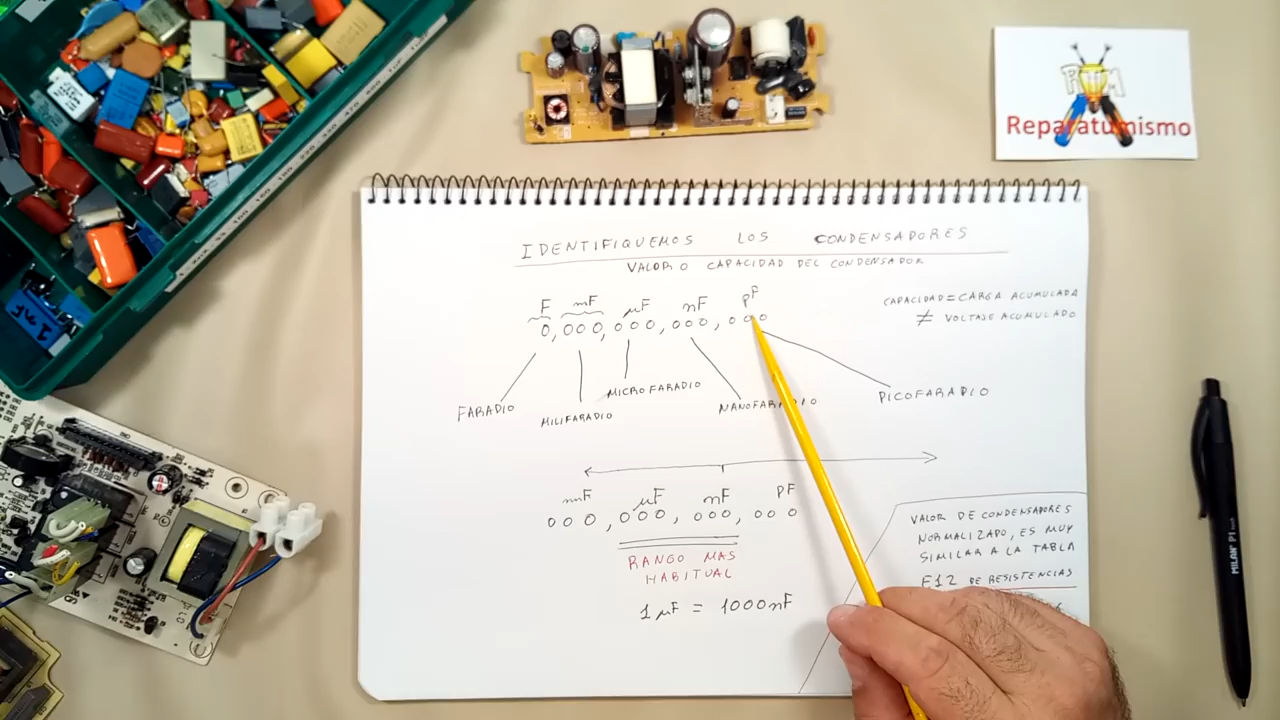 Reparatumismo
IDENTIFIQUEMOS LOS CONDENSADORES
VALOR O CAPACIDAD DEL CONDENSADOR
F mF µF nF pF
0,000,000,000,000
CAPACIDAD=CARGA ACUMULADA
≠ VOLTAJE ACUMULADO
FARADIO
MILIFARADIO
MICROFARADIO
PICOFARADIO
mF µF nF PF
000,000,000,000
RANGO MAS
HABITUAL
1µF = 1000nF
VALOR DE CONDENSADORES
NORMALIZADO, ES MUY
SIMILAR A LA TABLA
E12 DE RESISTENCIAS
1 nF
MILAN P1